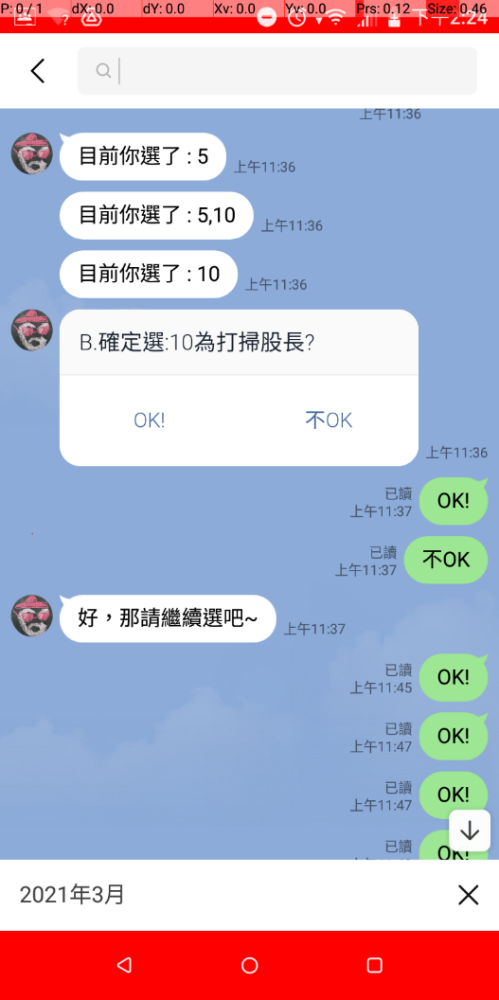 P: 0 / 1 dX: 0.0 dY: 0.0 Xv: 0.0 Yv: 0.0 Prs: 0.12 Size: 0.46
下午2:24
上午11:36
目前你選了 : 5
上午11:36
目前你選了 : 5,10
上午11:36
目前你選了 : 10
上午11:36
B.確定選:10為打掃股長?
OK! 不OK
上午11:36
已讀
上午11:37
OK!
已讀
上午11:37
不OK
好，那請繼續選吧~
上午11:37
已讀
上午11:45
OK!
已讀
上午11:47
OK!
已讀
上午11:47
OK!
已讀
OK!
2021年3月